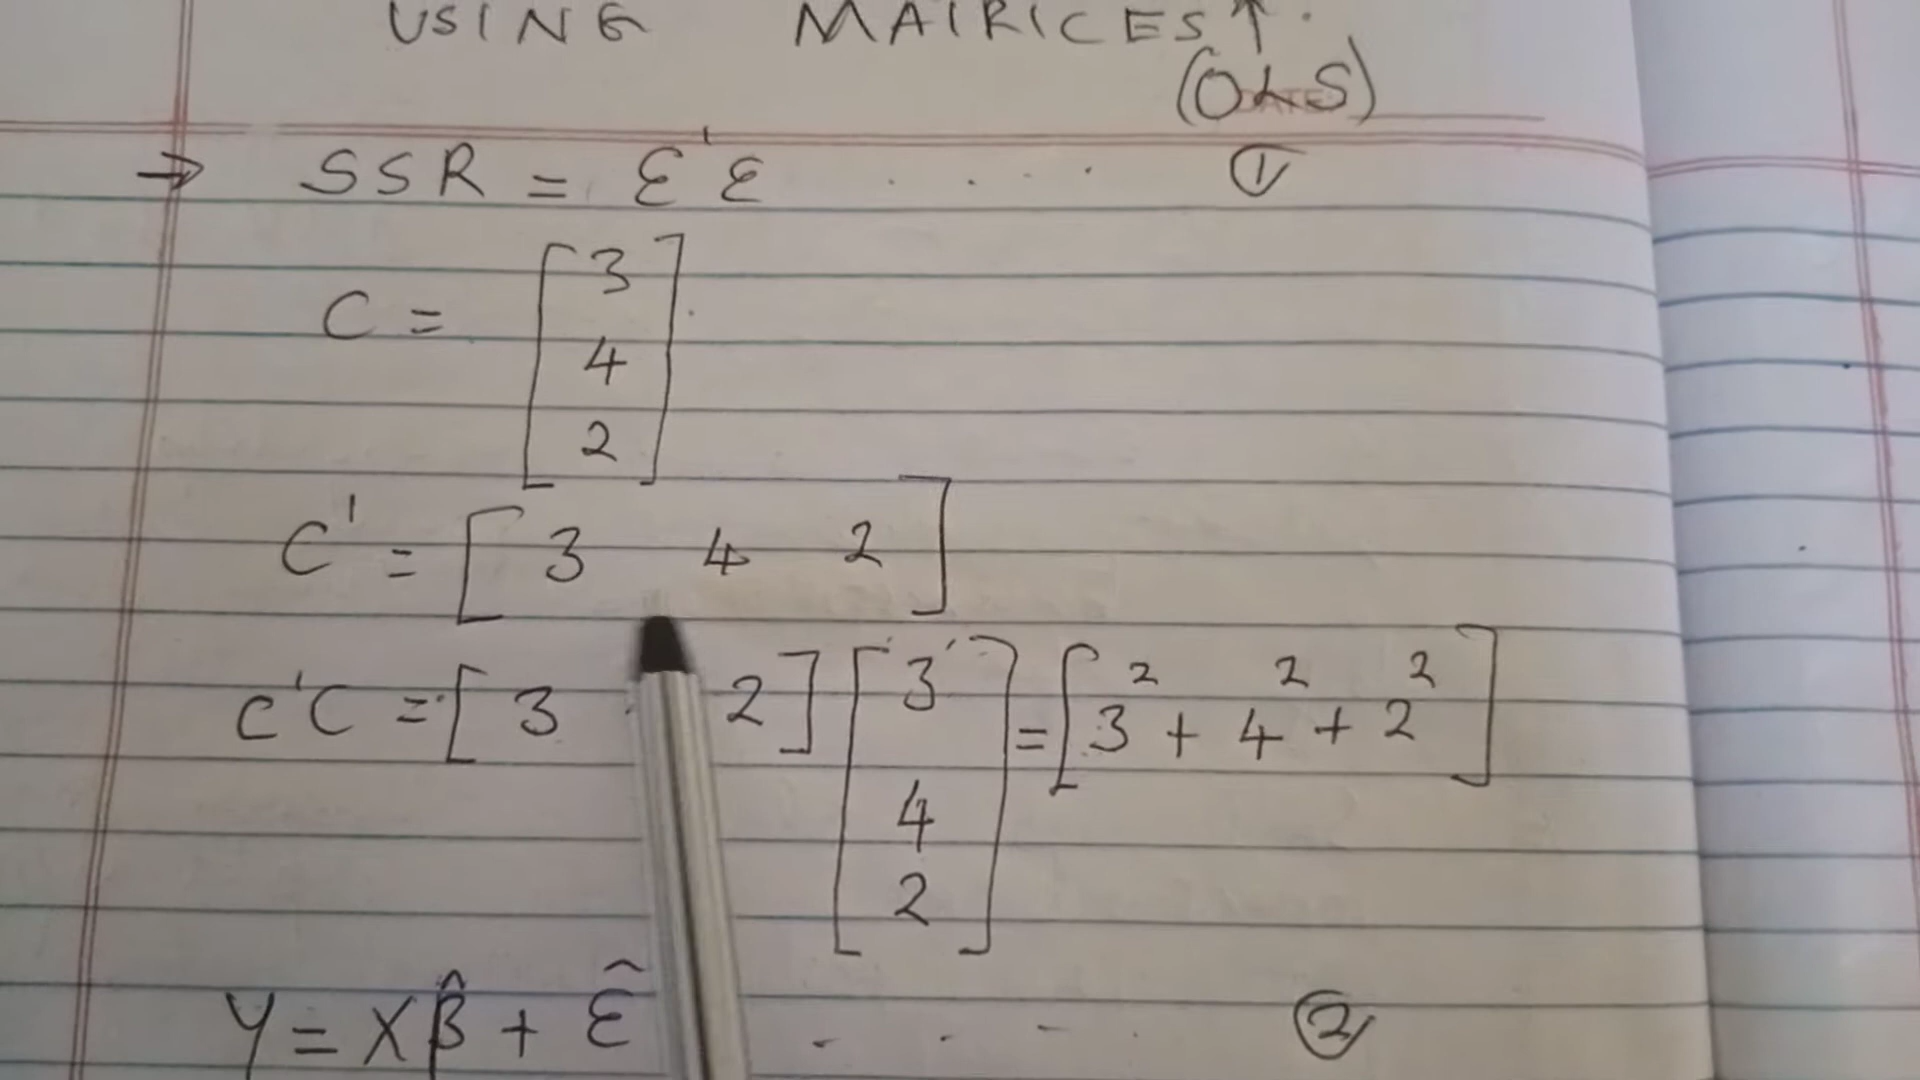 USING MATRICES↑.
(OLS)
DATE
→ SSR = ε'ε . . . . ①
C = [3
4
2]
C' = [3 4 2]
C'C = [3 2] [3 4 2] = [3² + 4² + 2²]
Y = Xβ̂ + ε̂ . . . . ②